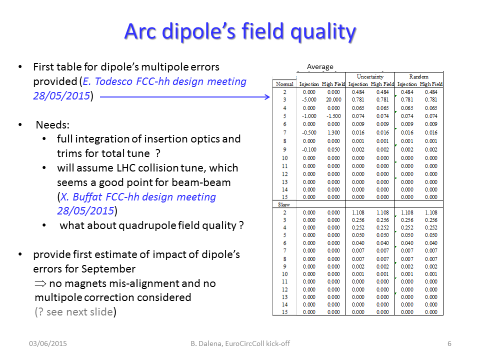 Arc dipole's field quality
• First table for dipole's multipole errors
provided (E. Todesco FCC-hh design meeting
28/05/2015)
• Needs:
• full integration of insertion optics and
trims for total tune ?
• will assume LHC collision tune, which
seems a good point for beam-beam
(X. Buffat FCC-hh design meeting
28/05/2015)
• what about quadrupole field quality ?
• provide first estimate of impact of dipole's
errors for September
⇒ no magnets mis-alignment and no
multipole correction considered
(? see next slide)
Average
Uncertainty Random
Normal Injection High Field Injection High Field Injection High Field
2 0.000 0.000 0.484 0.484 0.484 0.484
3 -5.000 20.000 0.781 0.781 0.781 0.781
4 0.000 0.000 0.065 0.065 0.065 0.065
5 -1.000 -1.500 0.074 0.074 0.074 0.074
6 0.000 0.000 0.009 0.009 0.009 0.009
7 -0.500 1.300 0.016 0.016 0.016 0.016
8 0.000 0.000 0.001 0.001 0.001 0.001
9 -0.100 0.050 0.002 0.002 0.002 0.002
10 0.000 0.000 0.000 0.000 0.000 0.000
11 0.000 0.000 0.000 0.000 0.000 0.000
12 0.000 0.000 0.000 0.000 0.000 0.000
13 0.000 0.000 0.000 0.000 0.000 0.000
14 0.000 0.000 0.000 0.000 0.000 0.000
15 0.000 0.000 0.000 0.000 0.000 0.000
Skew
2 0.000 0.000 1.108 1.108 1.108 1.108
3 0.000 0.000 0.256 0.256 0.256 0.256
4 0.000 0.000 0.252 0.252 0.252 0.252
5 0.000 0.000 0.050 0.050 0.050 0.050
6 0.000 0.000 0.040 0.040 0.040 0.040
7 0.000 0.000 0.007 0.007 0.007 0.007
8 0.000 0.000 0.007 0.007 0.007 0.007
9 0.000 0.000 0.002 0.002 0.002 0.002
10 0.000 0.000 0.001 0.001 0.001 0.001
11 0.000 0.000 0.000 0.000 0.000 0.000
12 0.000 0.000 0.000 0.000 0.000 0.000
13 0.000 0.000 0.000 0.000 0.000 0.000
14 0.000 0.000 0.000 0.000 0.000 0.000
15 0.000 0.000 0.000 0.000 0.000 0.000
03/06/2015 B. Dalena, EuroCirCol kick-off 6